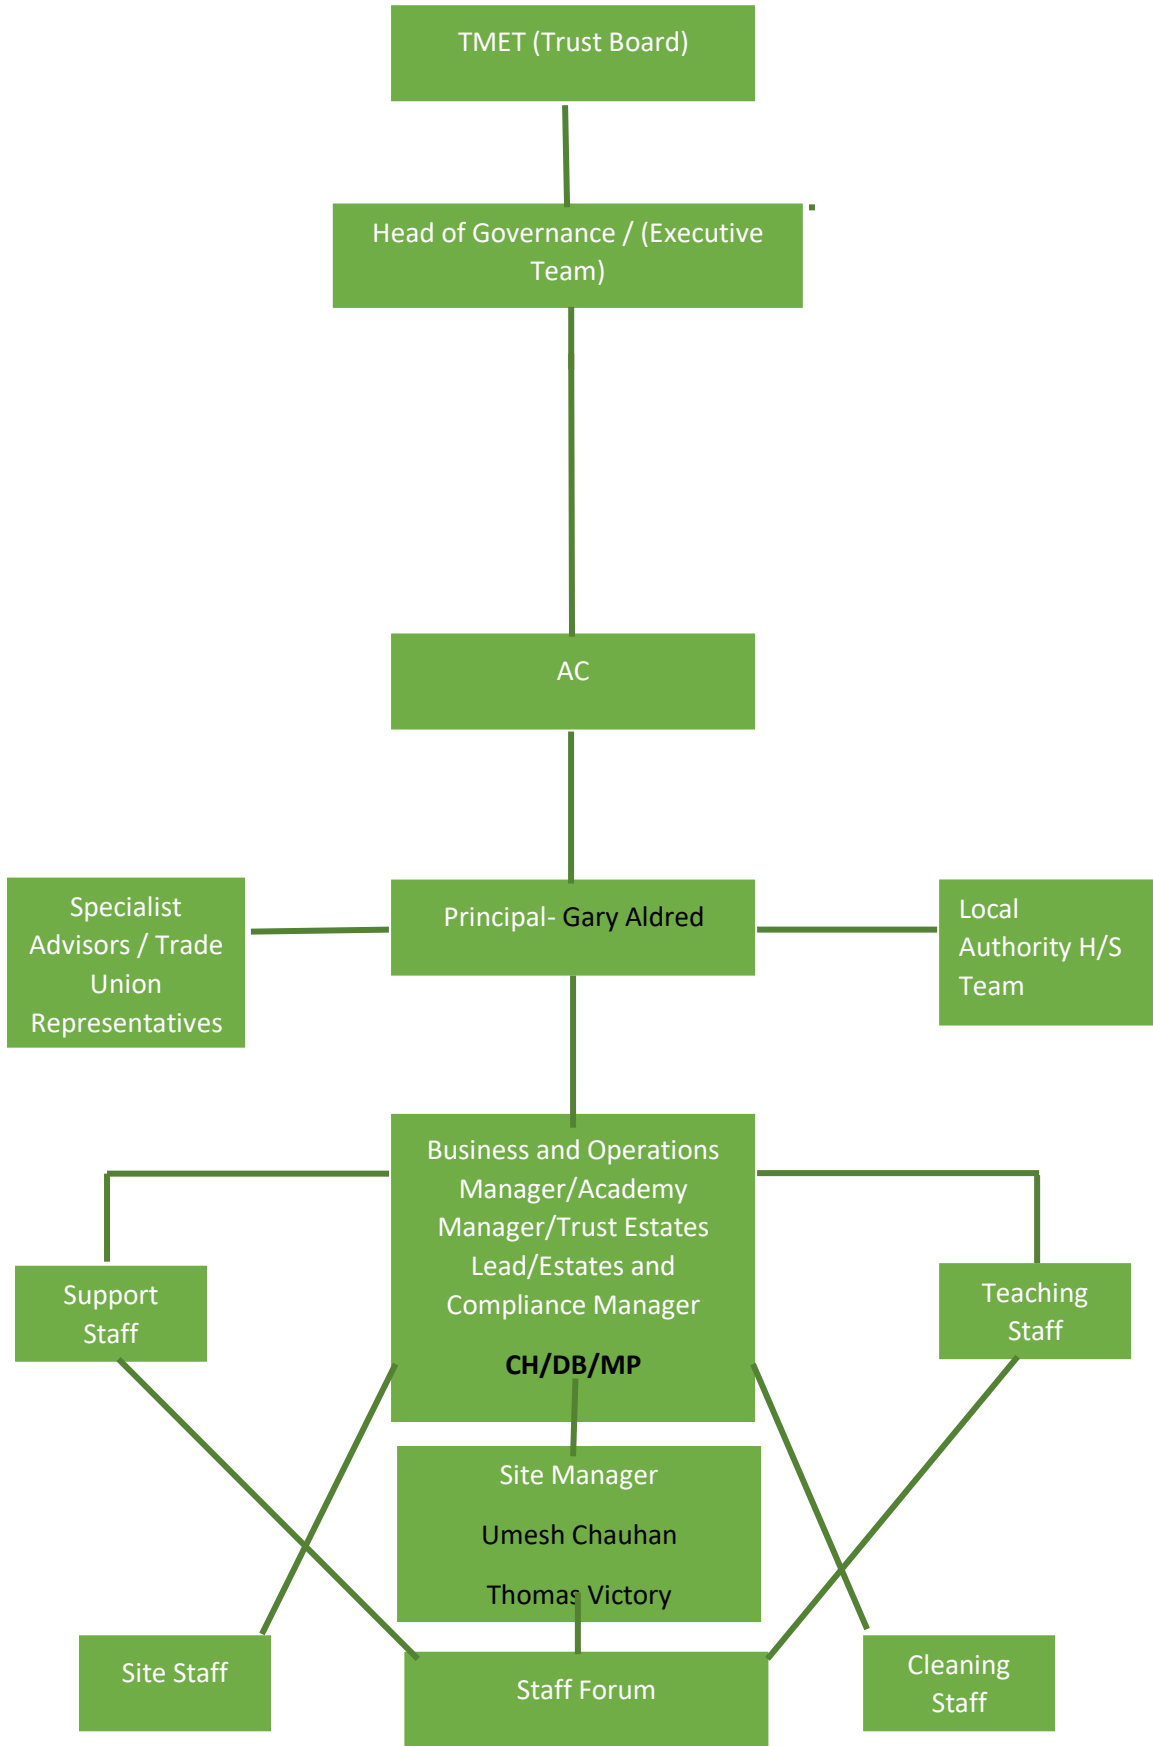 TMET (Trust Board)
Head of Governance / (Executive
Team)
AC
Specialist
Advisors / Trade
Union
Representatives
Principal- Gary Aldred
Local
Authority H/S
Team
Business and Operations
Manager/Academy
Manager/Trust Estates
Lead/Estates and
Compliance Manager
CH/DB/MP
Support
Staff
Teaching
Staff
Site Manager
Umesh Chauhan
Thomas Victory
Site Staff
Staff Forum
Cleaning
Staff